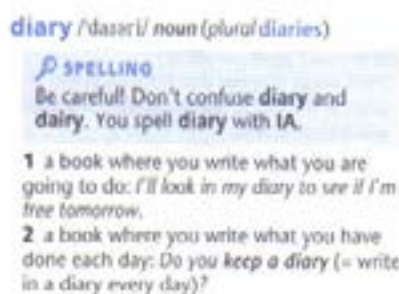 diary /ˈdaɪəri/ noun (plural diaries)
SPELLING
Be careful! Don't confuse diary and
dairy. You spell diary with IA.
1 a book where you write what you are
going to do: I'll look in my diary to see if I'm
free tomorrow.
2 a book where you write what you have
done each day: Do you keep a diary (= write
in a diary every day)?